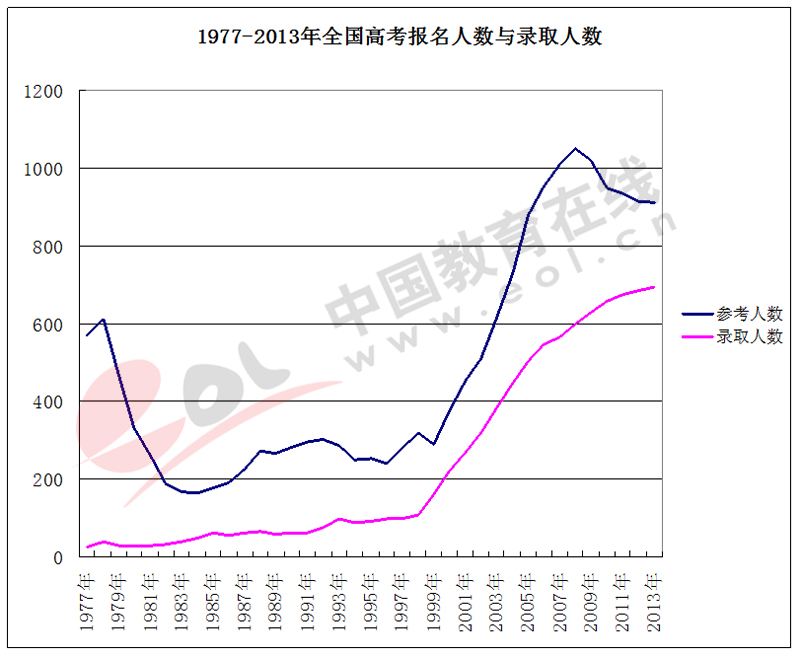 1977-2013年全国高考报名人数与录取人数
1200
1000
800
600
400
200
0
1977年
1979年
1981年
1983年
1985年
1987年
1989年
1991年
1993年
1995年
1997年
1999年
2001年
2003年
2005年
2007年
2009年
2011年
2013年
参考人数
录取人数
eOL
中国教育在线
www.eol.cn